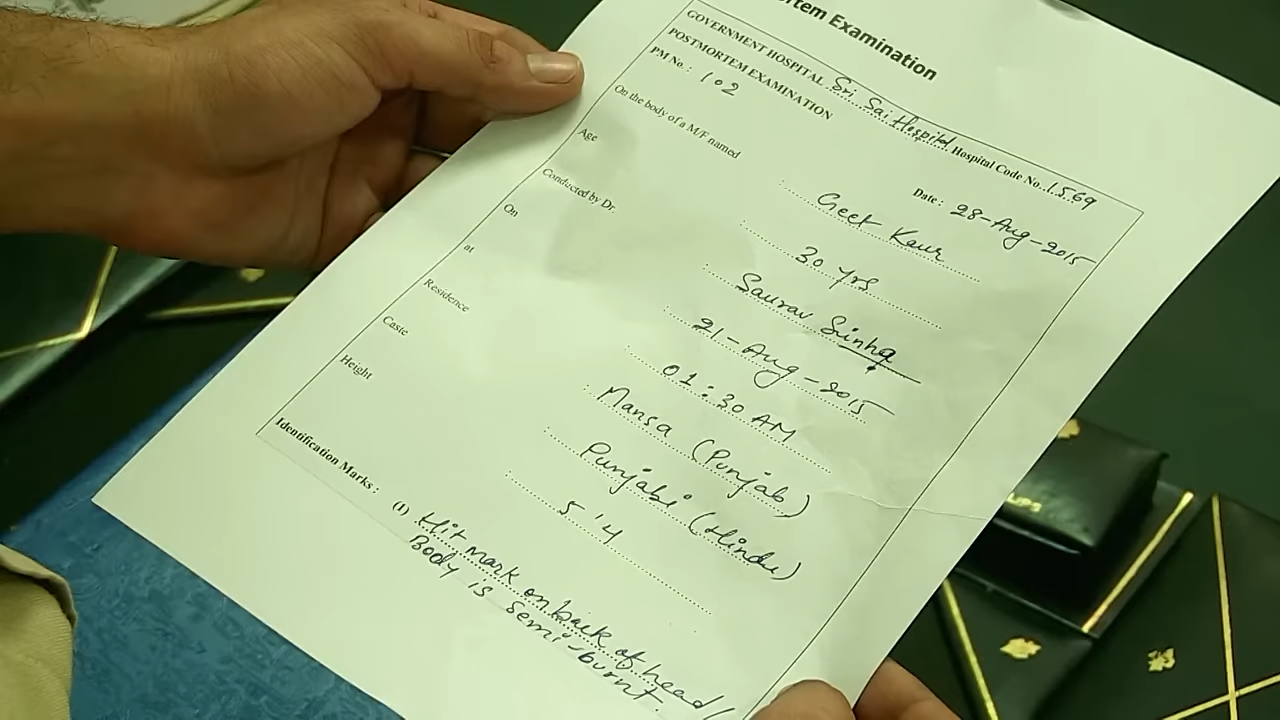 rtem Examination
GOVERNMENT HOSPITAL Sri Sai Hospital Hospital Code No. 1569
POSTMORTEM EXAMINATION
PM No.: 102 Date: 28-Aug-2015
On the body of a M/F named : Geet Kaur
Age : 30 yrs
Conducted by Dr. : Saurav Sinha
On : 21-Aug-2015
at : 01:30 AM
Residence : Mansa (Punjab)
Caste : Punjabi (Hindu)
Height : 5'4
Identification Marks: (1) Hit mark on back of head/
Body is semi-burnt.
UPS